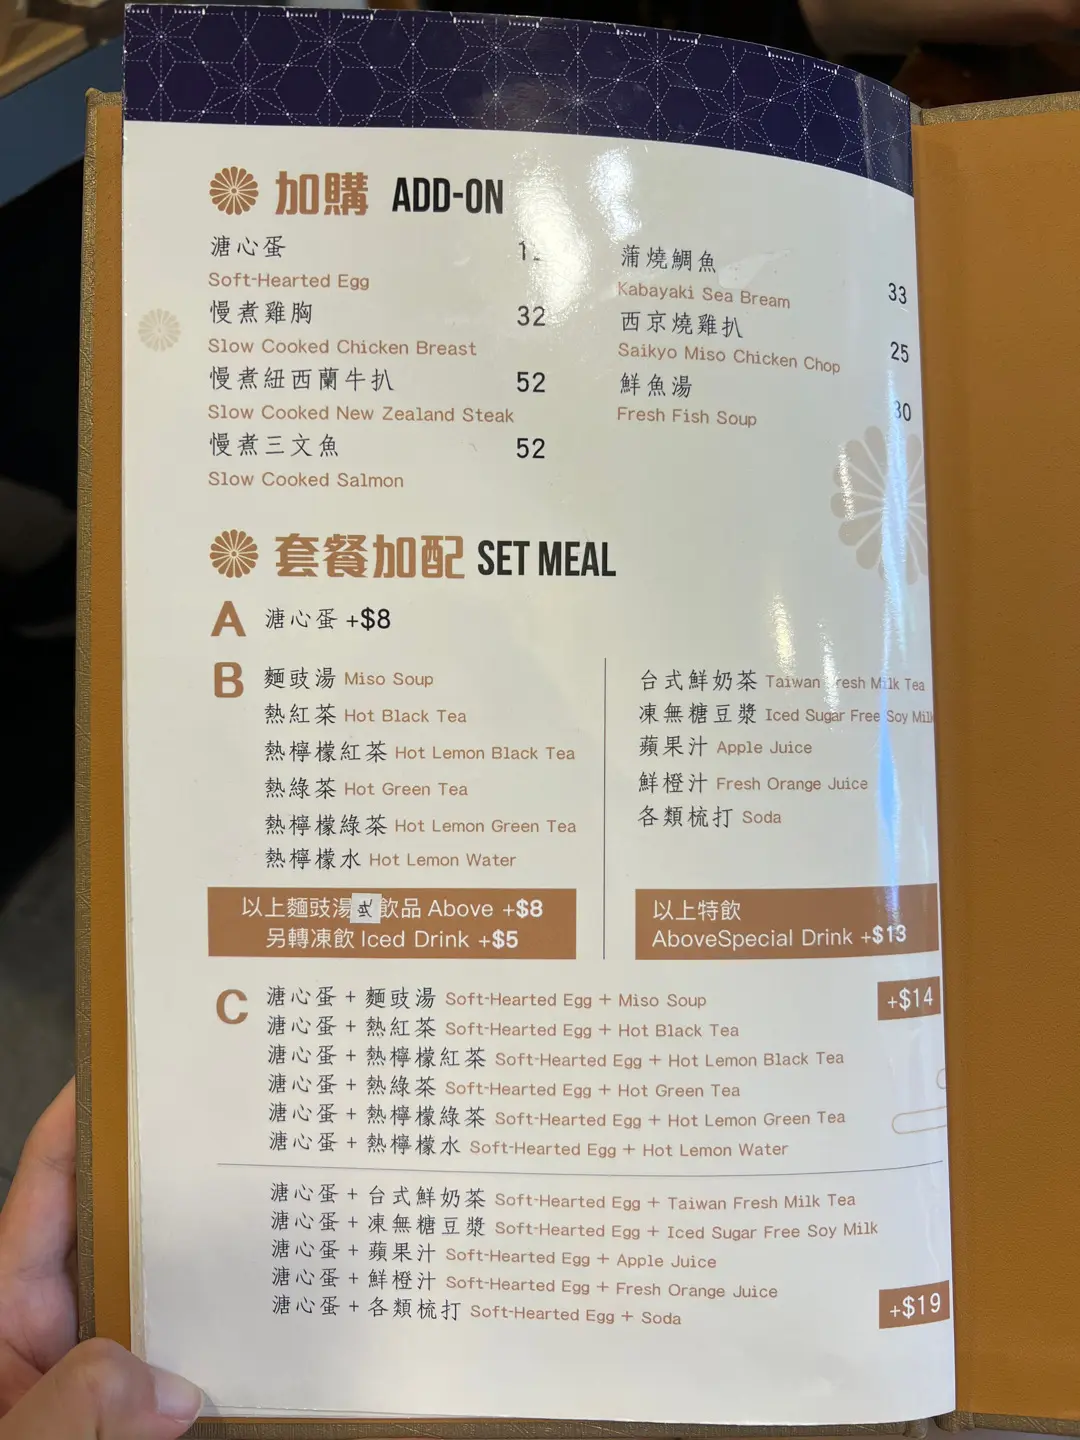 加購 ADD-ON
溏心蛋
Soft-Hearted Egg
慢煮雞胸 32
Slow Cooked Chicken Breast
慢煮紐西蘭牛扒 52
Slow Cooked New Zealand Steak
慢煮三文魚 52
Slow Cooked Salmon
蒲燒鯛魚
Kabayaki Sea Bream 33
西京燒雞扒
Saikyo Miso Chicken Chop 25
鮮魚湯
Fresh Fish Soup 30
套餐加配 SET MEAL
A 溏心蛋 +$8
B 麵豉湯 Miso Soup
熱紅茶 Hot Black Tea
熱檸檬紅茶 Hot Lemon Black Tea
熱綠茶 Hot Green Tea
熱檸檬綠茶 Hot Lemon Green Tea
熱檸檬水 Hot Lemon Water
以上麵豉湯或飲品 Above +$8
另轉凍飲 Iced Drink +$5
台式鮮奶茶 Taiwan Fresh Milk Tea
凍無糖豆漿 Iced Sugar Free Soy Milk
蘋果汁 Apple Juice
鮮橙汁 Fresh Orange Juice
各類梳打 Soda
以上特飲
AboveSpecial Drink +$13
C 溏心蛋 + 麵豉湯 Soft-Hearted Egg + Miso Soup +$14
溏心蛋 + 熱紅茶 Soft-Hearted Egg + Hot Black Tea
溏心蛋 + 熱檸檬紅茶 Soft-Hearted Egg + Hot Lemon Black Tea
溏心蛋 + 熱綠茶 Soft-Hearted Egg + Hot Green Tea
溏心蛋 + 熱檸檬綠茶 Soft-Hearted Egg + Hot Lemon Green Tea
溏心蛋 + 熱檸檬水 Soft-Hearted Egg + Hot Lemon Water
溏心蛋 + 台式鮮奶茶 Soft-Hearted Egg + Taiwan Fresh Milk Tea
溏心蛋 + 凍無糖豆漿 Soft-Hearted Egg + Iced Sugar Free Soy Milk
溏心蛋 + 蘋果汁 Soft-Hearted Egg + Apple Juice
溏心蛋 + 鮮橙汁 Soft-Hearted Egg + Fresh Orange Juice
溏心蛋 + 各類梳打 Soft-Hearted Egg + Soda +$19